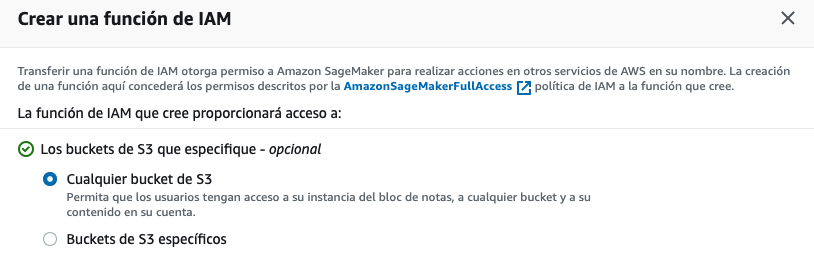 Crear una función de IAM
Transferir una función de IAM otorga permiso a Amazon SageMaker para realizar acciones en otros servicios de AWS en su nombre. La creación
de una función aquí concederá los permisos descritos por la AmazonSageMakerFullAccess política de IAM a la función que cree.
La función de IAM que cree proporcionará acceso a:
Los buckets de S3 que especifique - opcional
Cualquier bucket de S3
Permita que los usuarios tengan acceso a su instancia del bloc de notas, a cualquier bucket y a su
contenido en su cuenta.
Buckets de S3 específicos